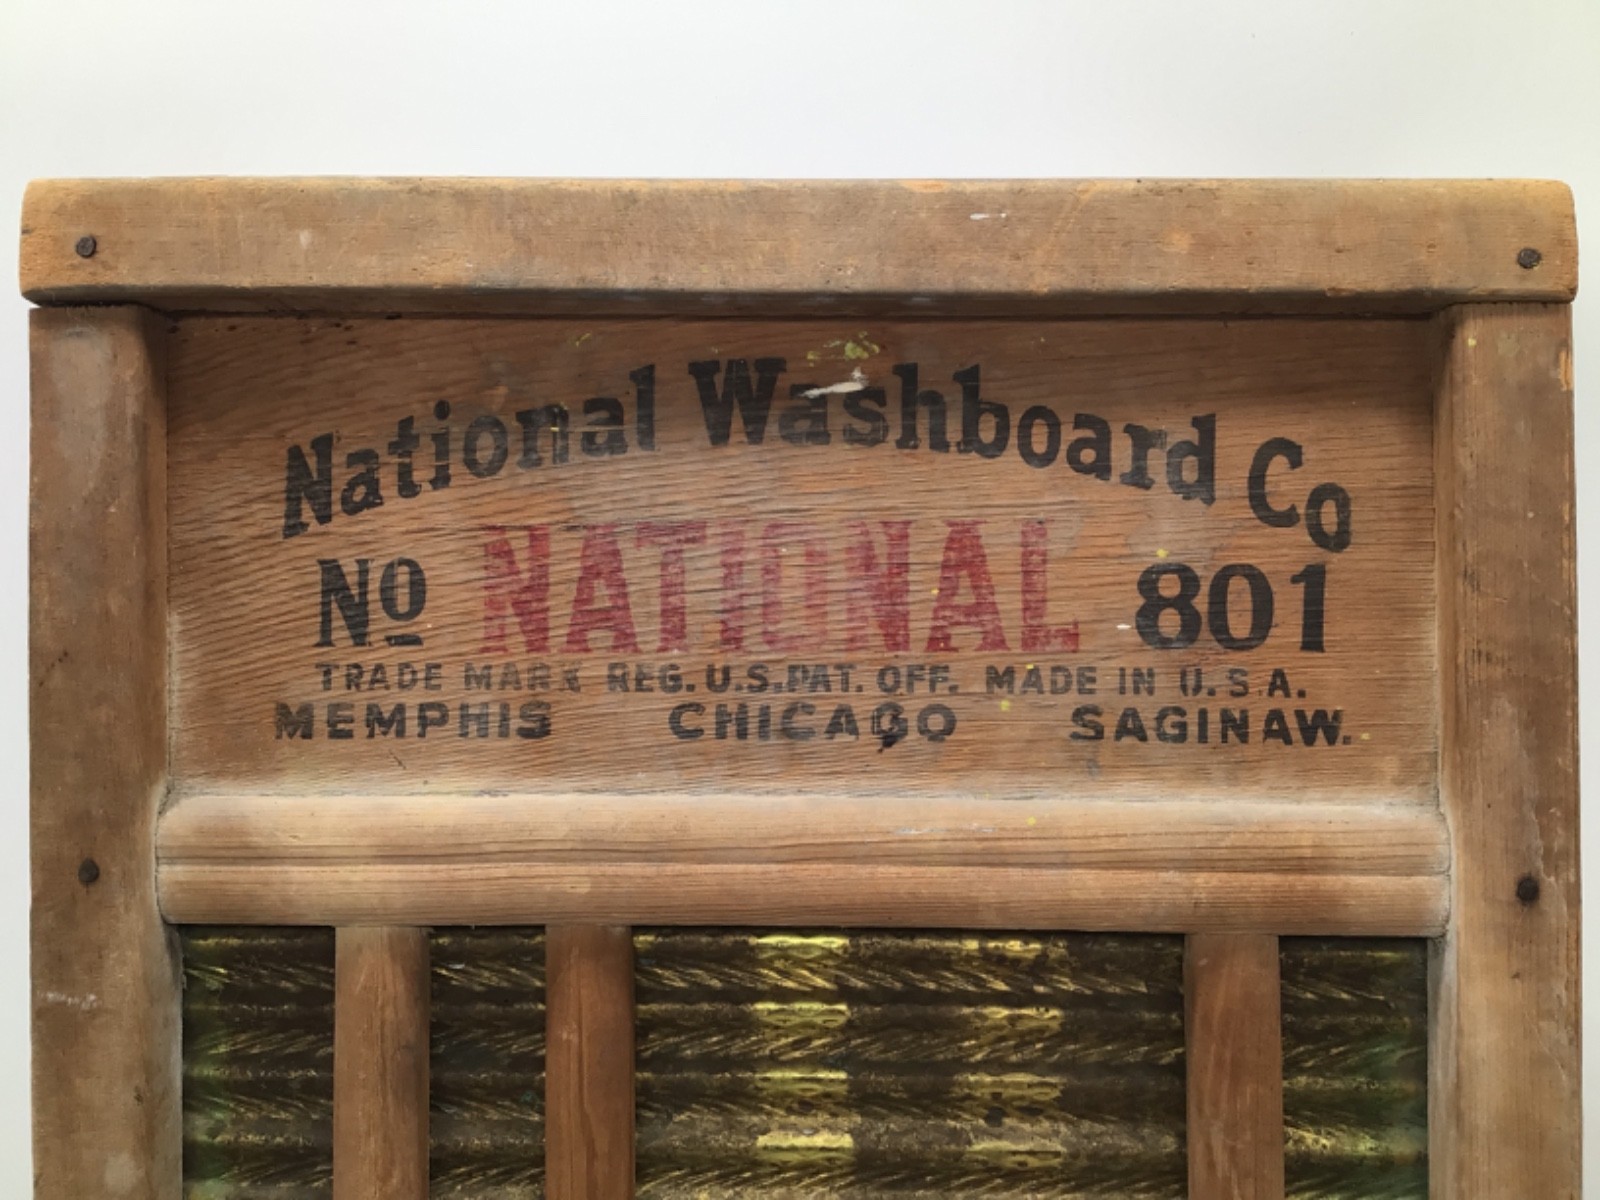 National Washboard Co
No NATIONAL 801
TRADE MARK REG. U.S. PAT. OFF. MADE IN U.S.A.
MEMPHIS CHICAGO SAGINAW.